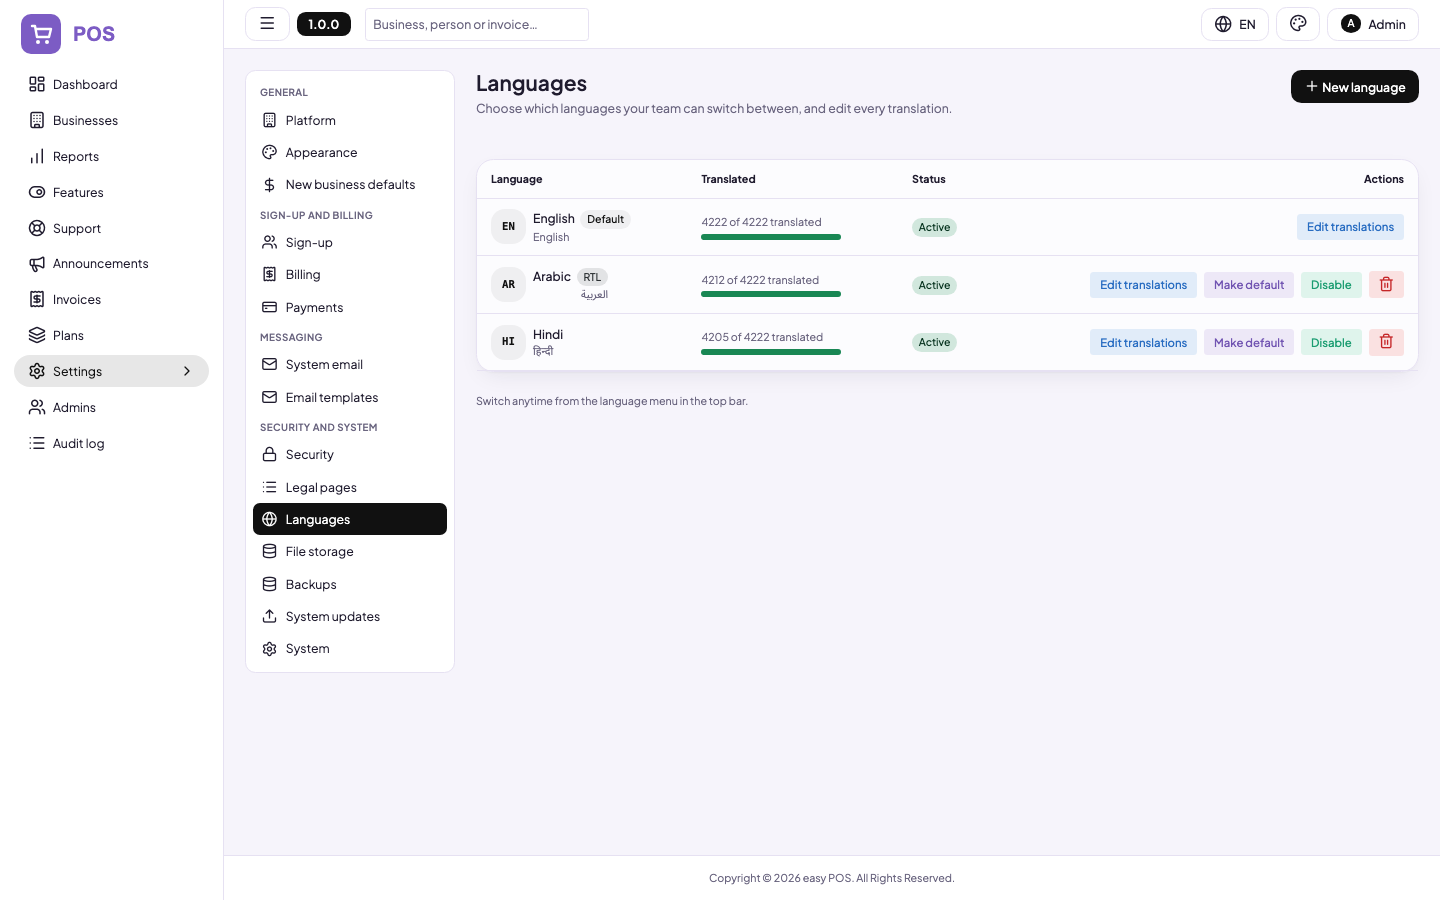 POS
1.0.0
Business, person or invoice...
EN
A Admin
Dashboard
Businesses
Reports
Features
Support
Announcements
Invoices
Plans
Settings
Admins
Audit log
GENERAL
Platform
Appearance
New business defaults
SIGN-UP AND BILLING
Sign-up
Billing
Payments
MESSAGING
System email
Email templates
SECURITY AND SYSTEM
Security
Legal pages
Languages
File storage
Backups
System updates
System
Languages
Choose which languages your team can switch between, and edit every translation.
New language
Language Translated Status Actions
EN English Default 4222 of 4222 translated Active Edit translations
English
AR Arabic RTL 4212 of 4222 translated Active Edit translations Make default Disable
العربية
HI Hindi 4205 of 4222 translated Active Edit translations Make default Disable
हिन्दी
Switch anytime from the language menu in the top bar.
Copyright © 2026 easy POS. All Rights Reserved.